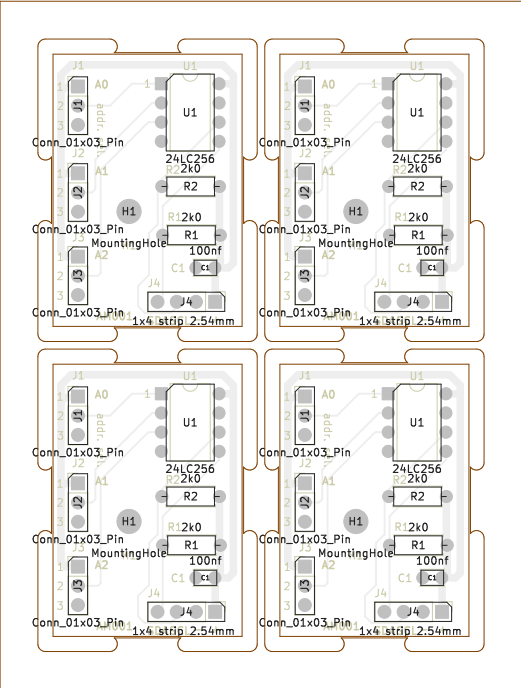 J1 U1 J1 U1
1 A0 1 1 A0 1
2 J1 U1 2 J1 U1
3 3
Conn_01x03_Pin Conn_01x03_Pin
J2 24LC256 J2 24LC256
1 A1 R2 2k0 1 A1 R2 2k0
2 J2 R2 2 J2 R2
3 H1 R1 2k0 3 H1 R1 2k0
Conn_01x03_Pin R1 Conn_01x03_Pin R1
J3 MountingHole 100nf J3 MountingHole 100nf
1 A2 C1 C1 1 A2 C1 C1
2 J3 J4 2 J3 J4
3 J4 3 J4
Conn_01x03_Pin 1x4 strip 2.54mm Conn_01x03_Pin 1x4 strip 2.54mm
J1 U1 J1 U1
1 A0 1 1 A0 1
2 J1 U1 2 J1 U1
3 3
Conn_01x03_Pin Conn_01x03_Pin
J2 24LC256 J2 24LC256
1 A1 R2 2k0 1 A1 R2 2k0
2 J2 R2 2 J2 R2
3 H1 R1 2k0 3 H1 R1 2k0
Conn_01x03_Pin R1 Conn_01x03_Pin R1
J3 MountingHole 100nf J3 MountingHole 100nf
1 A2 C1 C1 1 A2 C1 C1
2 J3 J4 2 J3 J4
3 J4 3 J4
Conn_01x03_Pin 1x4 strip 2.54mm Conn_01x03_Pin 1x4 strip 2.54mm